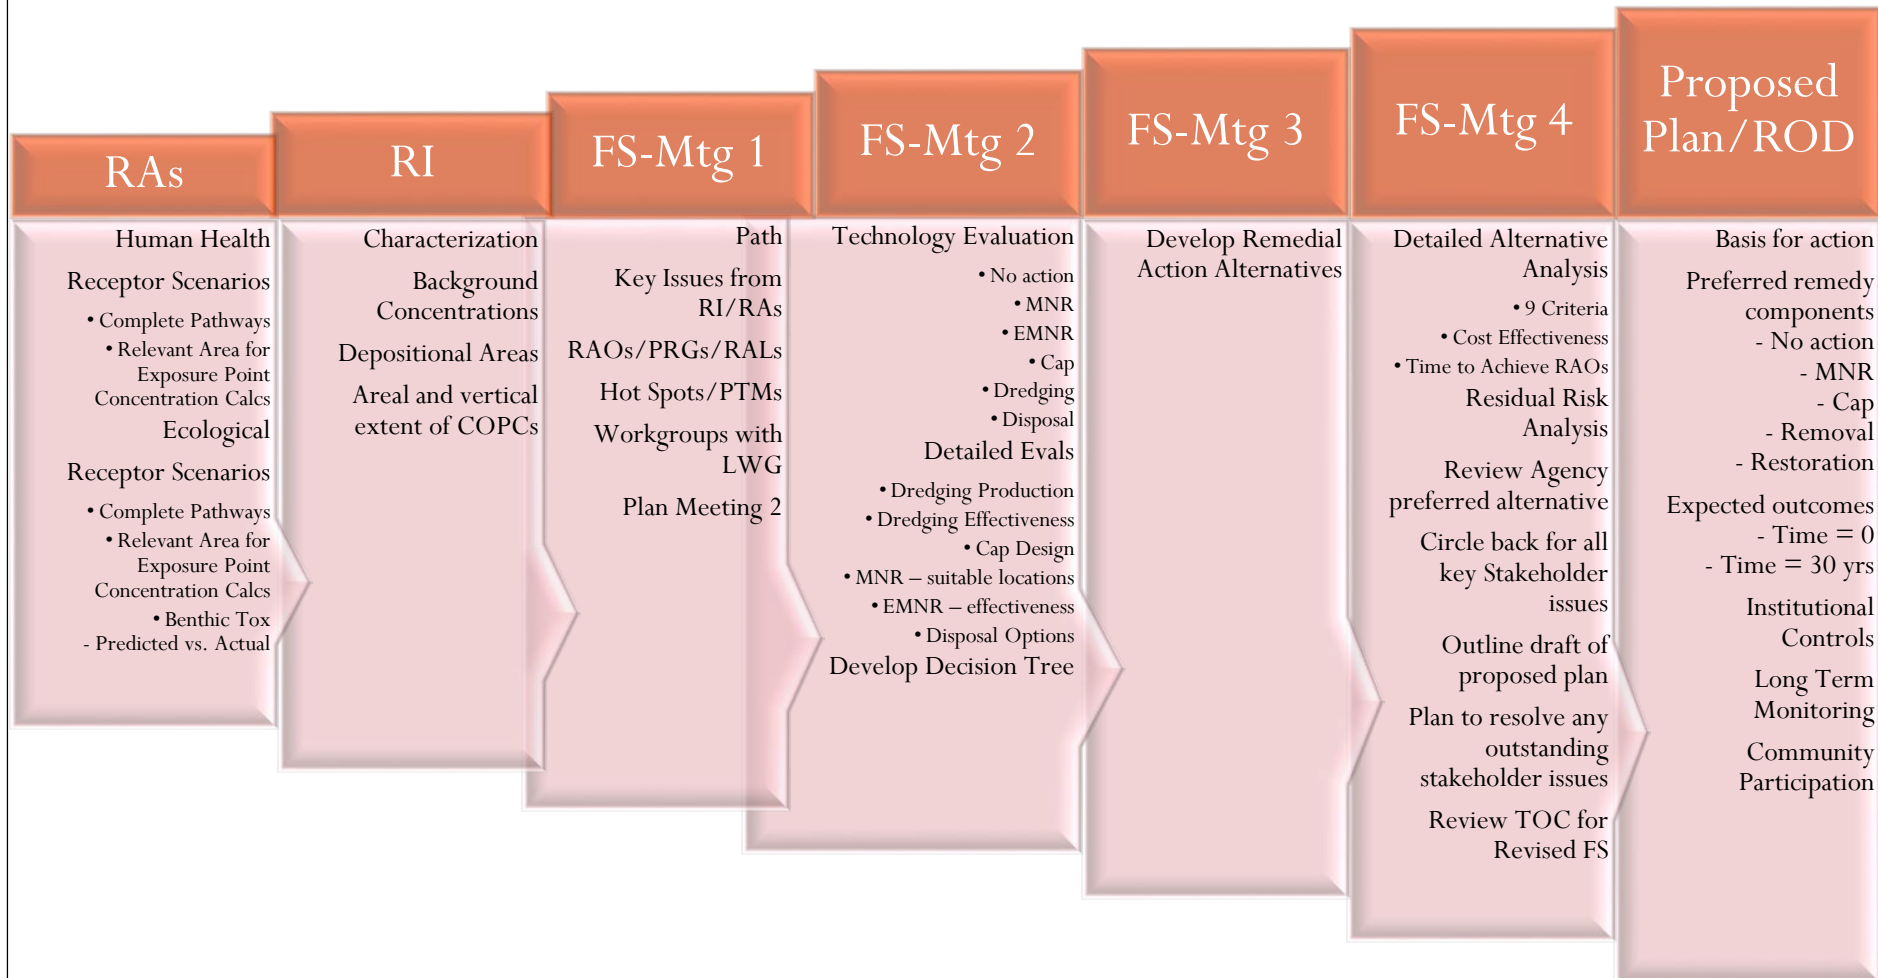 RAs
Human Health
Receptor Scenarios
• Complete Pathways
• Relevant Area for
Exposure Point
Concentration Calcs
Ecological
Receptor Scenarios
• Complete Pathways
• Relevant Area for
Exposure Point
Concentration Calcs
• Benthic Tox
- Predicted vs. Actual
RI
Characterization
Background
Concentrations
Depositional Areas
Areal and vertical
extent of COPCs
FS-Mtg 1
Path
Key Issues from
RI/RAs
RAOs/PRGs/RALs
Hot Spots/PTMs
Workgroups with
LWG
Plan Meeting 2
FS-Mtg 2
Technology Evaluation
• No action
• MNR
• EMNR
• Cap
• Dredging
• Disposal
Detailed Evals
• Dredging Production
• Dredging Effectiveness
• Cap Design
• MNR – suitable locations
• EMNR – effectiveness
• Disposal Options
Develop Decision Tree
FS-Mtg 3
Develop Remedial
Action Alternatives
FS-Mtg 4
Detailed Alternative
Analysis
• 9 Criteria
• Cost Effectiveness
• Time to Achieve RAOs
Residual Risk
Analysis
Review Agency
preferred alternative
Circle back for all
key Stakeholder
issues
Outline draft of
proposed plan
Plan to resolve any
outstanding
stakeholder issues
Review TOC for
Revised FS
Proposed
Plan/ROD
Basis for action
Preferred remedy
components
- No action
- MNR
- Cap
- Removal
- Restoration
Expected outcomes
- Time = 0
- Time = 30 yrs
Institutional
Controls
Long Term
Monitoring
Community
Participation